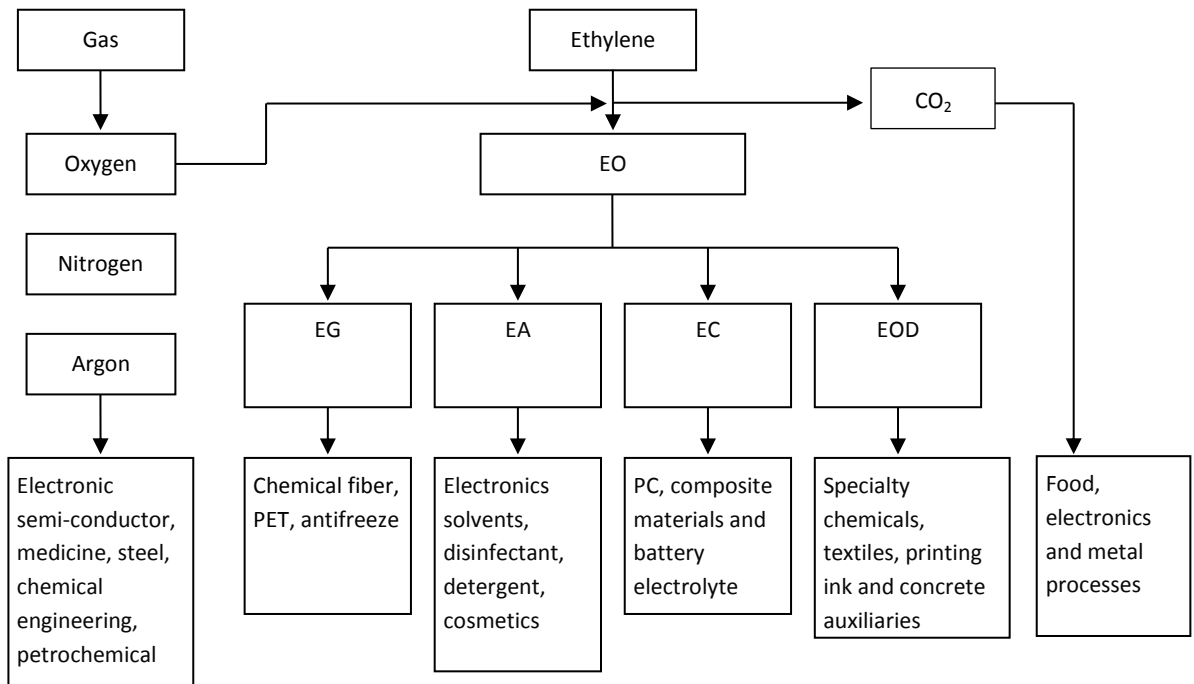 Gas
Ethylene
CO₂
Oxygen
EO
Nitrogen
Argon
EG
EA
EC
EOD
Electronic
semi-conductor,
medicine, steel,
chemical
engineering,
petrochemical
Chemical fiber,
PET, antifreeze
Electronics
solvents,
disinfectant,
detergent,
cosmetics
PC, composite
materials and
battery
electrolyte
Specialty
chemicals,
textiles, printing
ink and concrete
auxiliaries
Food,
electronics
and metal
processes